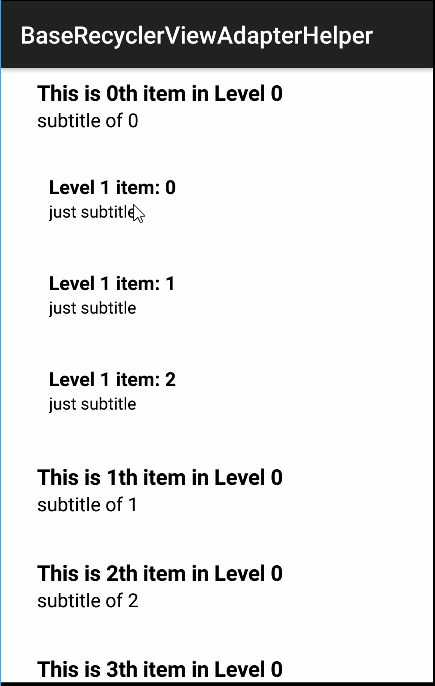 BaseRecyclerViewAdapterHelper
This is 0th item in Level 0
subtitle of 0
Level 1 item: 0
just subtitle
Level 1 item: 1
just subtitle
Level 1 item: 2
just subtitle
This is 1th item in Level 0
subtitle of 1
This is 2th item in Level 0
subtitle of 2
This is 3th item in Level 0